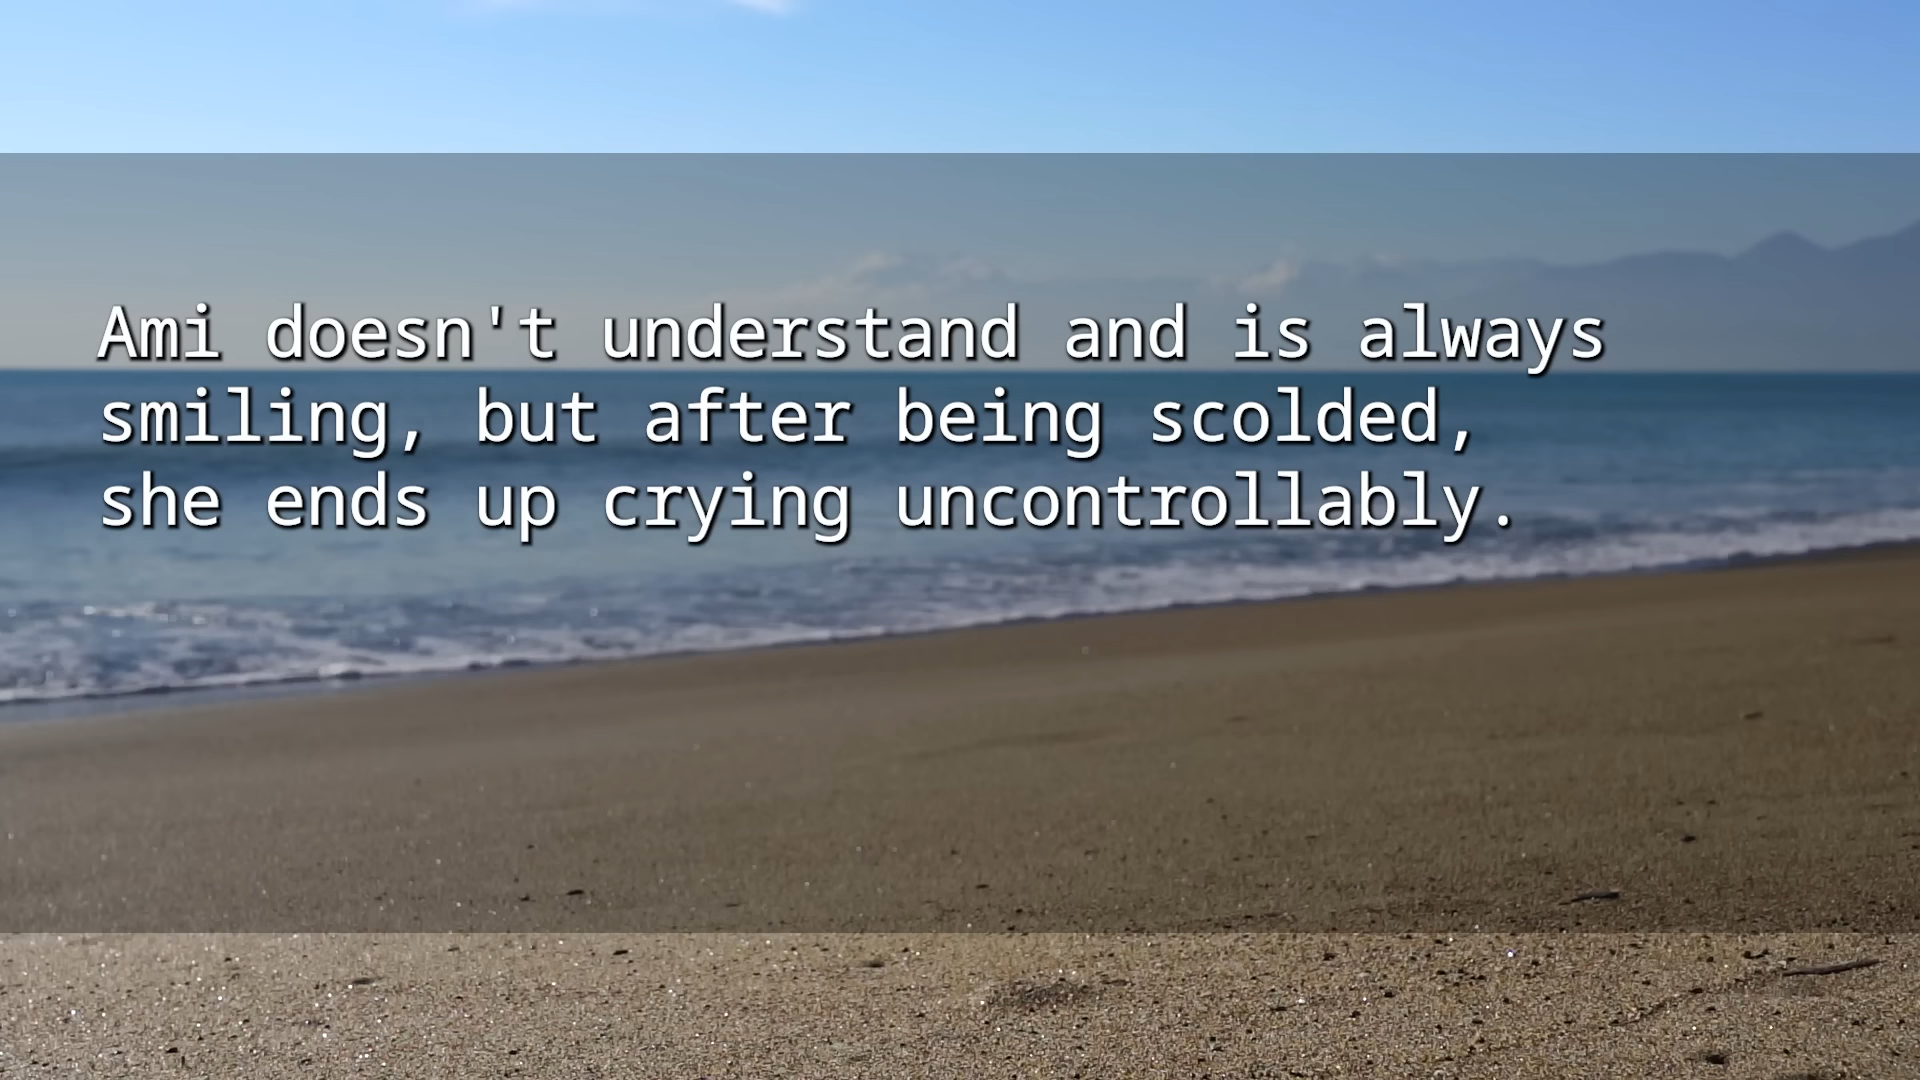 Ami doesn't understand and is always
smiling, but after being scolded,
she ends up crying uncontrollably.